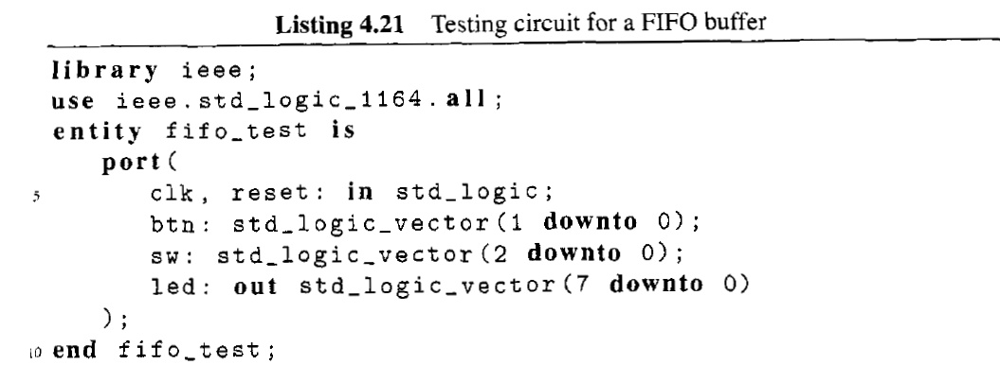 Listing 4.21 Testing circuit for a FIFO buffer
library ieee;
use ieee.std_logic_1164.all;
entity fifo_test is
port(
5 clk, reset: in std_logic;
btn: std_logic_vector(1 downto 0);
sw: std_logic_vector(2 downto 0);
led: out std_logic_vector(7 downto 0)
);
10 end fifo_test;